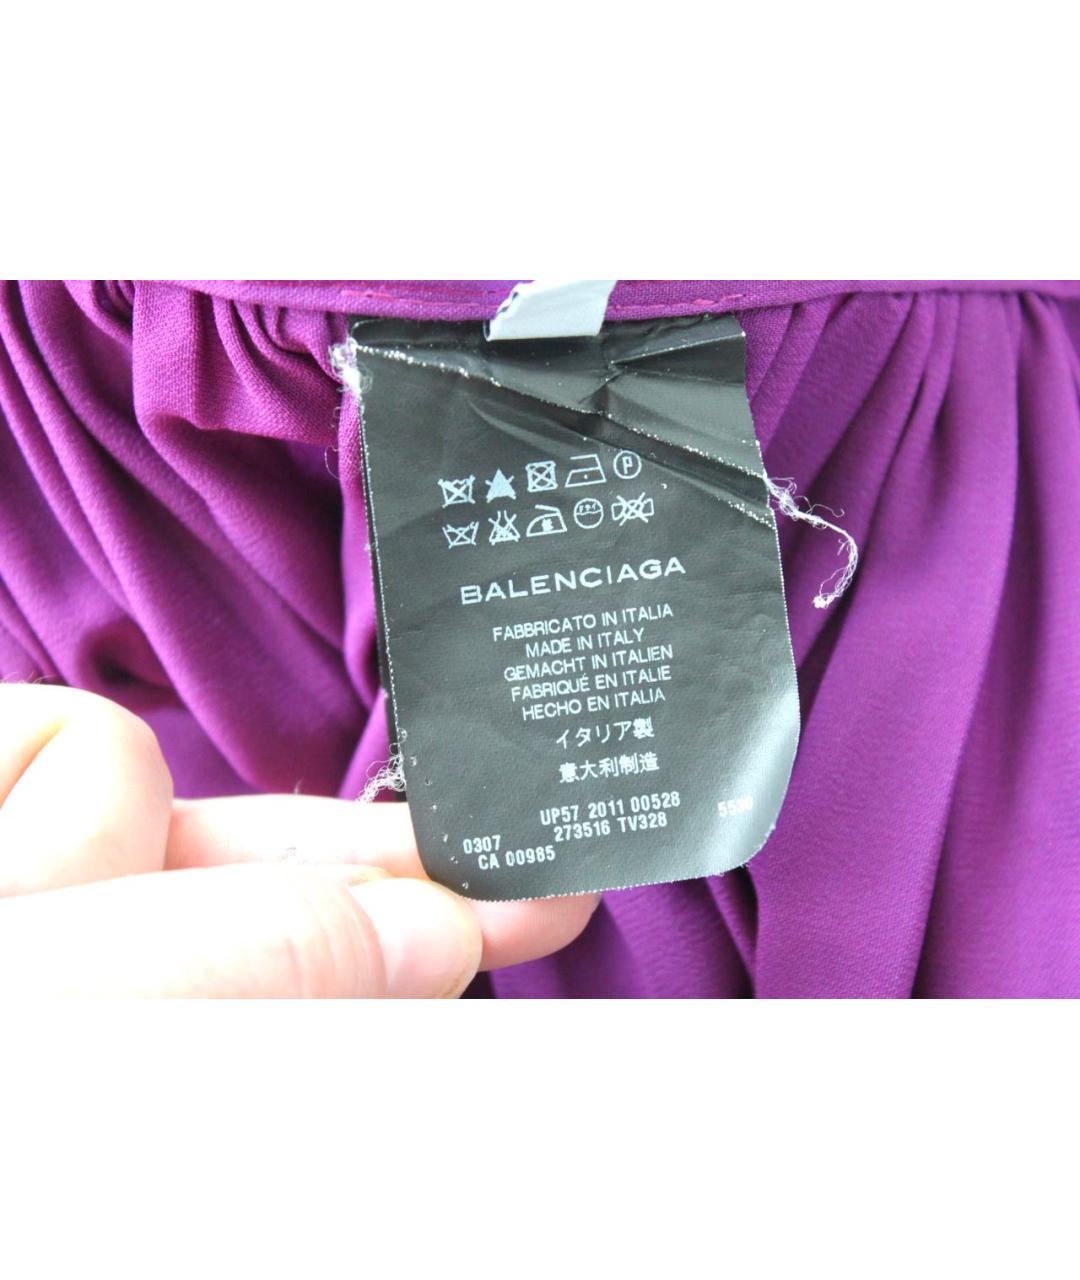 P
BALENCIAGA
FABBRICATO IN ITALIA
MADE IN ITALY
GEMACHT IN ITALIEN
FABRIQUÉ EN ITALIE
HECHO EN ITALIA
イタリア製
意大利制造
UP57 2011 00528
0307 273516 TV328
CA 00985